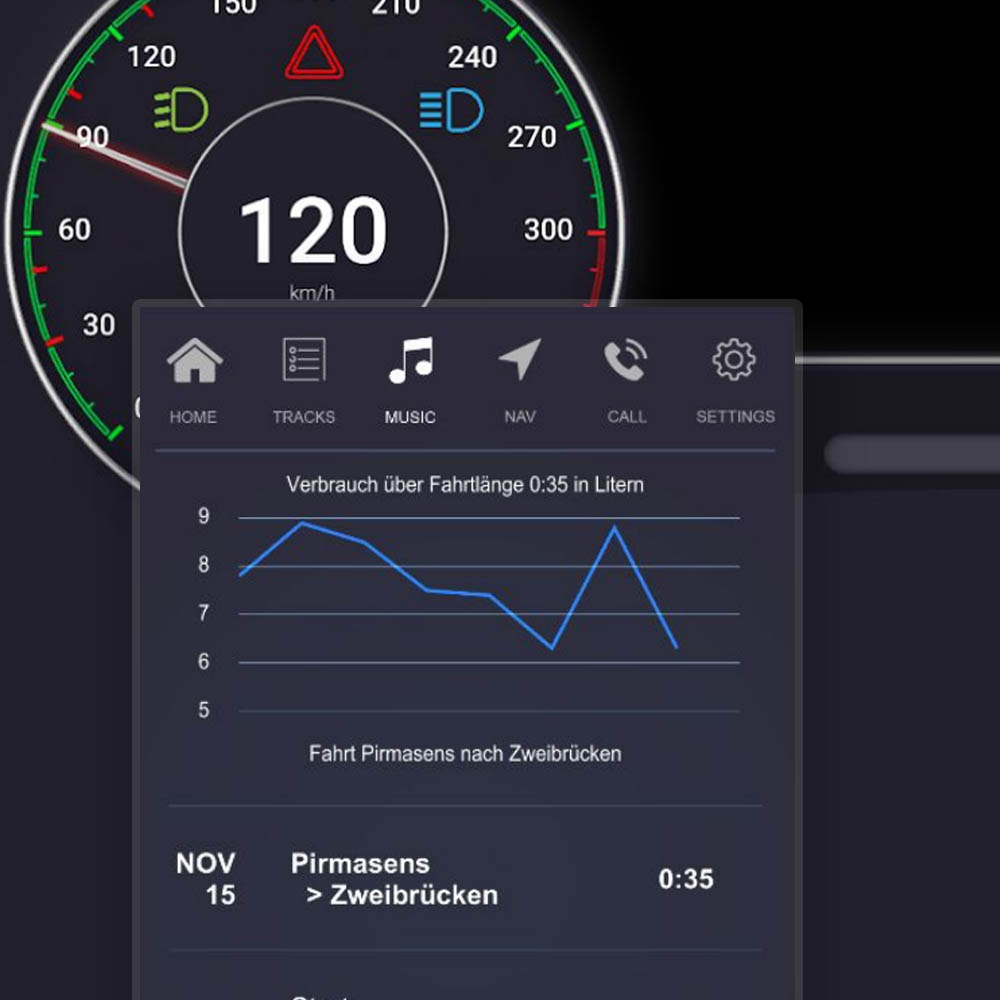 150
210
120
240
90
270
120
60
300
km/h
30
HOME
TRACKS
MUSIC
NAV
CALL
SETTINGS
Verbrauch über Fahrtlänge 0:35 in Litern
9
8
7
6
5
Fahrt Pirmasens nach Zweibrücken
NOV
15
Pirmasens
> Zweibrücken
0:35